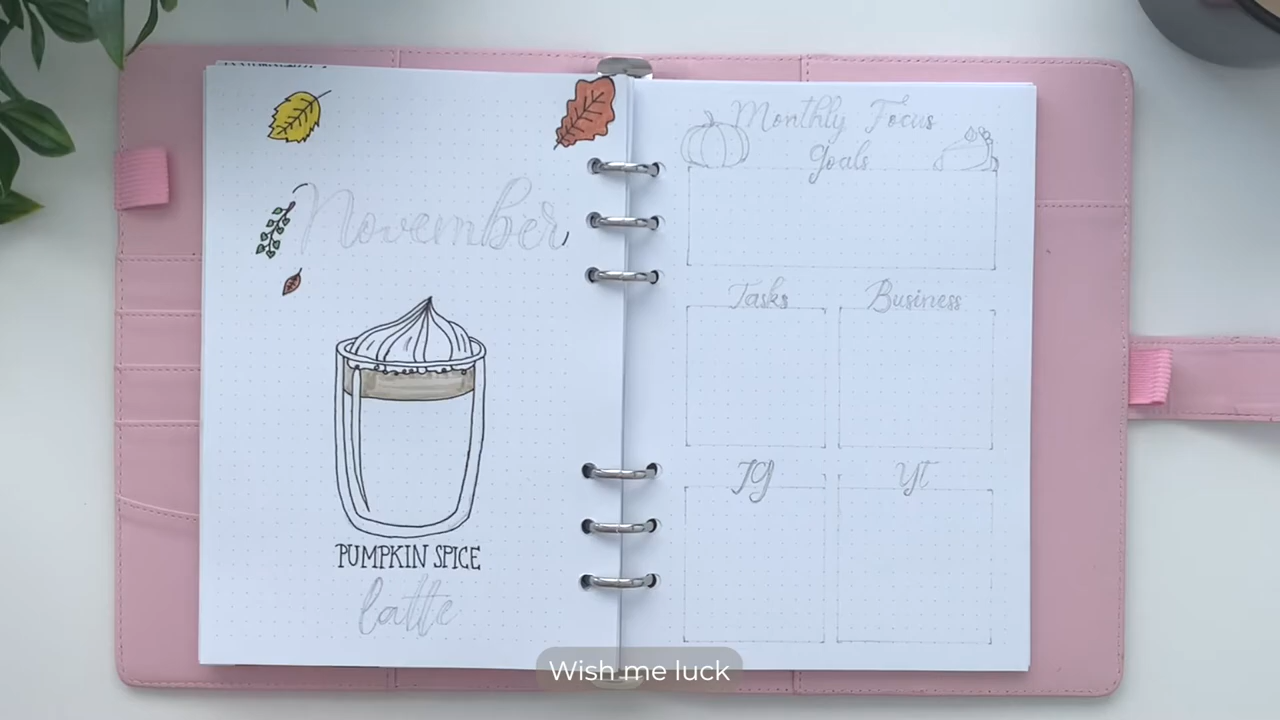 November
PUMPKIN SPICE
latte
Monthly Focus
Goals
Tasks
Business
IG
YT
Wish me luck